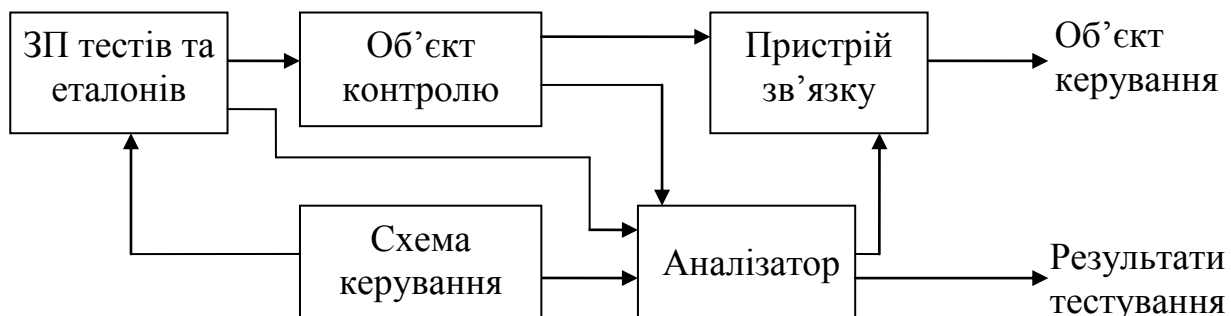 ЗП тестів та
еталонів
Об’єкт
контролю
Пристрій
зв’язку
Об’єкт
керування
Схема
керування
Аналізатор
Результати
тестування